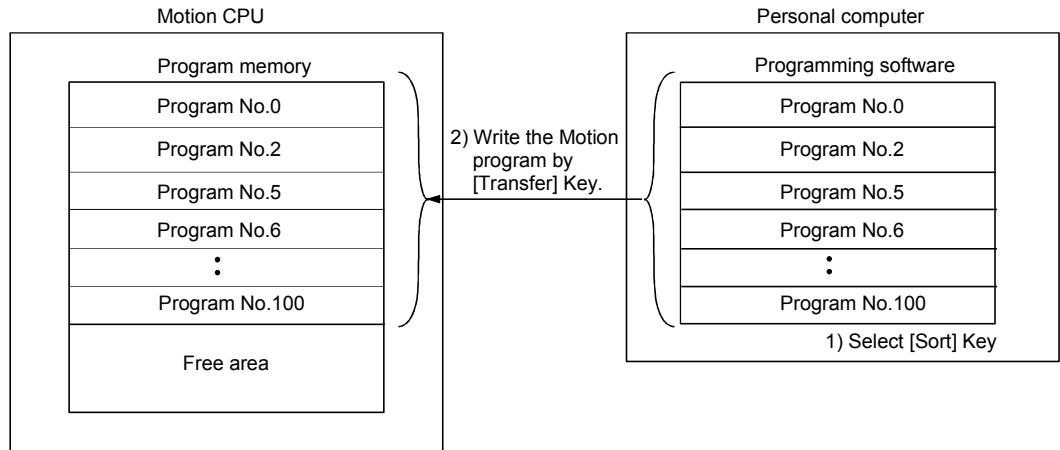 Motion CPU
Program memory
Program No.0
Program No.2
Program No.5
Program No.6
:
Program No.100
Free area
2) Write the Motion
program by
[Transfer] Key.
Personal computer
Programming software
Program No.0
Program No.2
Program No.5
Program No.6
:
Program No.100
1) Select [Sort] Key